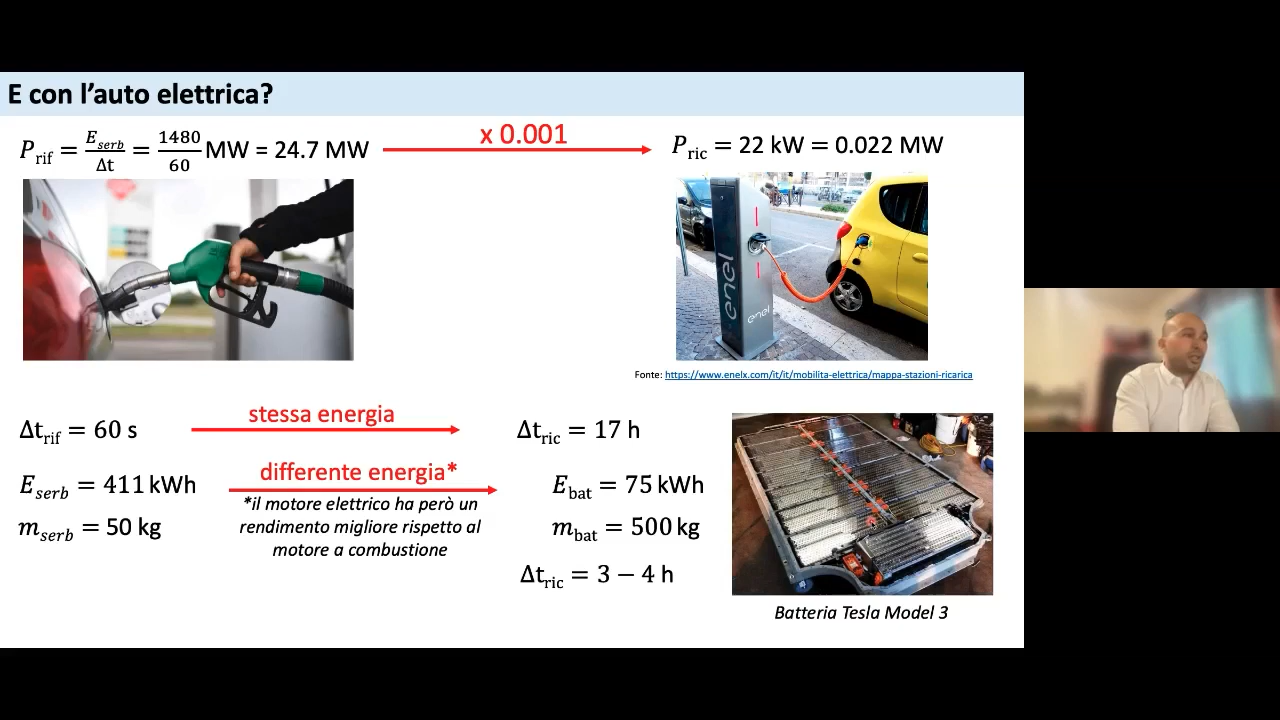 E con l'auto elettrica?
P_rif = E_serb/Δt = 1480/60 MW = 24.7 MW
x 0.001
P_ric = 22 kW = 0.022 MW
enel
enel
Fonte: https://www.enelx.com/it/it/mobilita-elettrica/mappa-stazioni-ricarica
Δt_rif = 60 s
stessa energia
Δt_ric = 17 h
E_serb = 411 kWh
differente energia*
E_bat = 75 kWh
*il motore elettrico ha però un
rendimento migliore rispetto al
motore a combustione
m_serb = 50 kg
m_bat = 500 kg
Δt_ric = 3 − 4 h
Batteria Tesla Model 3